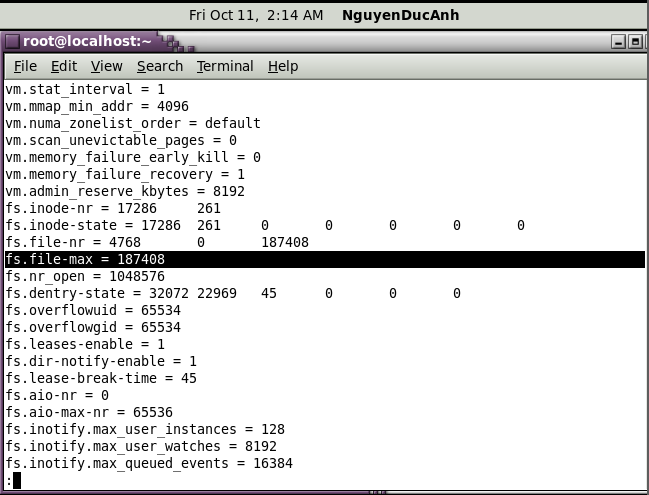 Fri Oct 11, 2:14 AM NguyenDucAnh
root@localhost:~
File Edit View Search Terminal Help
vm.stat_interval = 1
vm.mmap_min_addr = 4096
vm.numa_zonelist_order = default
vm.scan_unevictable_pages = 0
vm.memory_failure_early_kill = 0
vm.memory_failure_recovery = 1
vm.admin_reserve_kbytes = 8192
fs.inode-nr = 17286 261
fs.inode-state = 17286 261 0 0 0 0 0
fs.file-nr = 4768 0 187408
fs.file-max = 187408
fs.nr_open = 1048576
fs.dentry-state = 32072 22969 45 0 0 0
fs.overflowuid = 65534
fs.overflowgid = 65534
fs.leases-enable = 1
fs.dir-notify-enable = 1
fs.lease-break-time = 45
fs.aio-nr = 0
fs.aio-max-nr = 65536
fs.inotify.max_user_instances = 128
fs.inotify.max_user_watches = 8192
fs.inotify.max_queued_events = 16384
: